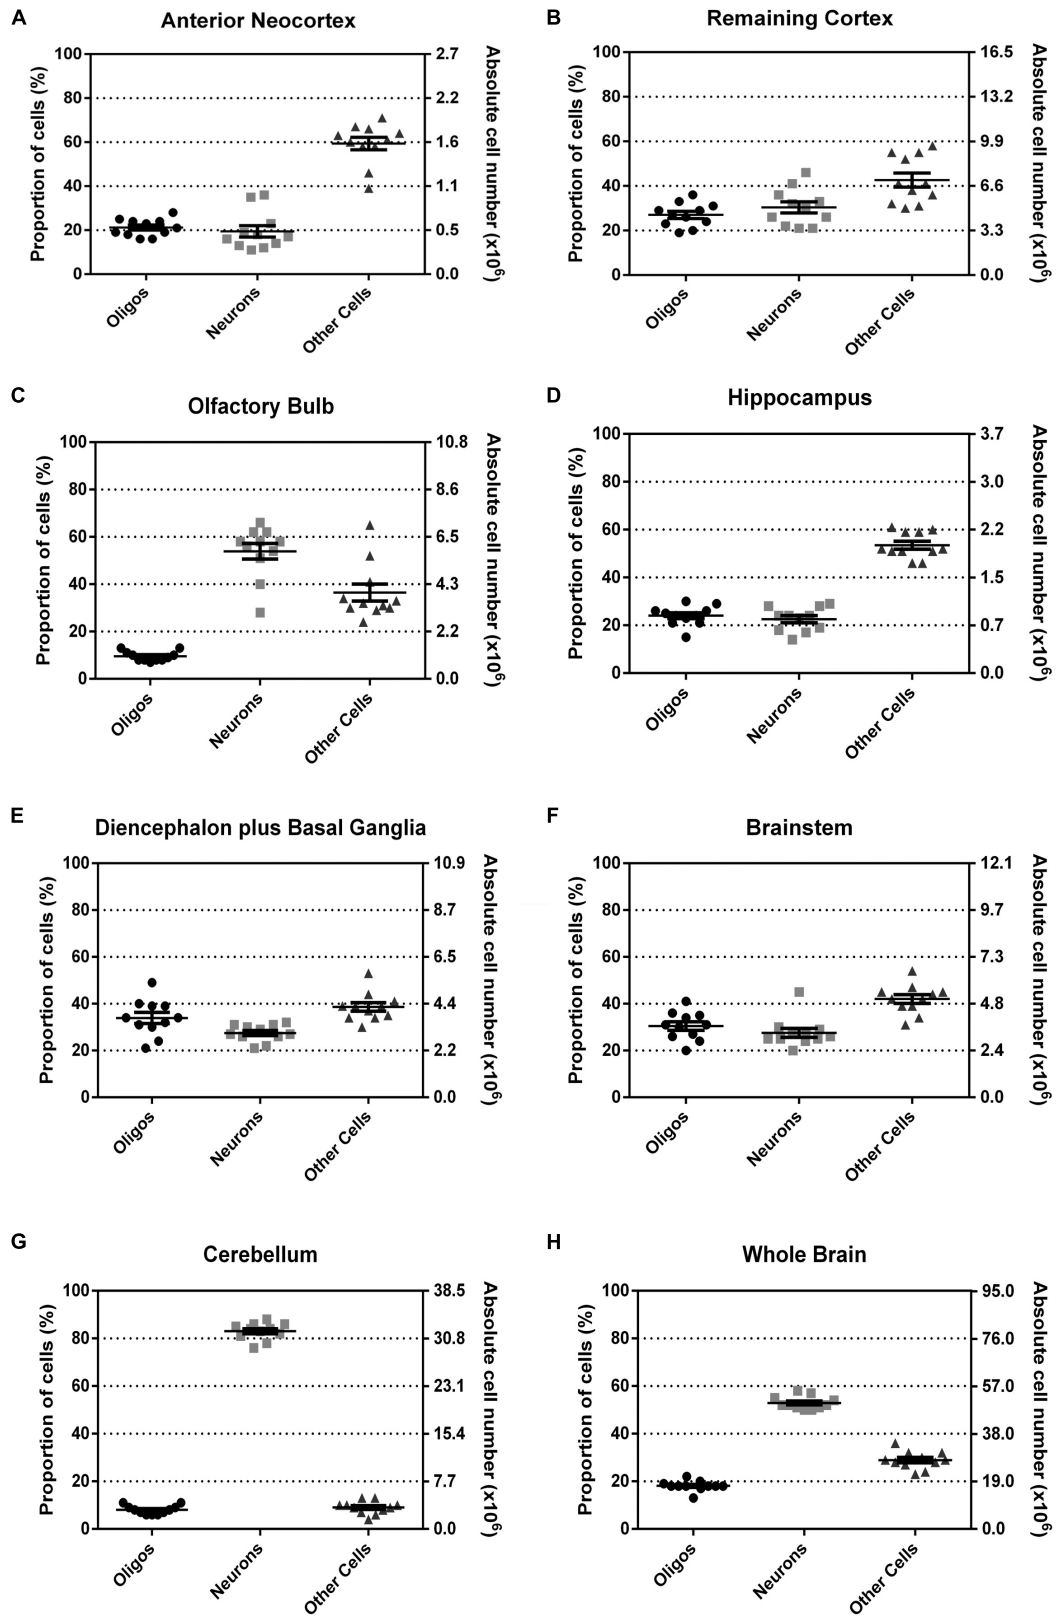 A
Anterior Neocortex
Proportion of cells (%)
100
80
60
40
20
0
2.7
2.2
1.6
1.1
0.5
0.0
Absolute cell number (x10⁶)
Oligos
Neurons
Other Cells
B
Remaining Cortex
Proportion of cells (%)
100
80
60
40
20
0
16.5
13.2
9.9
6.6
3.3
0.0
Absolute cell number (x10⁶)
Oligos
Neurons
Other Cells
C
Olfactory Bulb
Proportion of cells (%)
100
80
60
40
20
0
10.8
8.6
6.5
4.3
2.2
0.0
Absolute cell number (x10⁶)
Oligos
Neurons
Other Cells
D
Hippocampus
Proportion of cells (%)
100
80
60
40
20
0
3.7
3.0
2.2
1.5
0.7
0.0
Absolute cell number (x10⁶)
Oligos
Neurons
Other Cells
E
Diencephalon plus Basal Ganglia
Proportion of cells (%)
100
80
60
40
20
0
10.9
8.7
6.5
4.4
2.2
0.0
Absolute cell number (x10⁶)
Oligos
Neurons
Other Cells
F
Brainstem
Proportion of cells (%)
100
80
60
40
20
0
12.1
9.7
7.3
4.8
2.4
0.0
Absolute cell number (x10⁶)
Oligos
Neurons
Other Cells
G
Cerebellum
Proportion of cells (%)
100
80
60
40
20
0
38.5
30.8
23.1
15.4
7.7
0.0
Absolute cell number (x10⁶)
Oligos
Neurons
Other Cells
H
Whole Brain
Proportion of cells (%)
100
80
60
40
20
0
95.0
76.0
57.0
38.0
19.0
0.0
Absolute cell number (x10⁶)
Oligos
Neurons
Other Cells